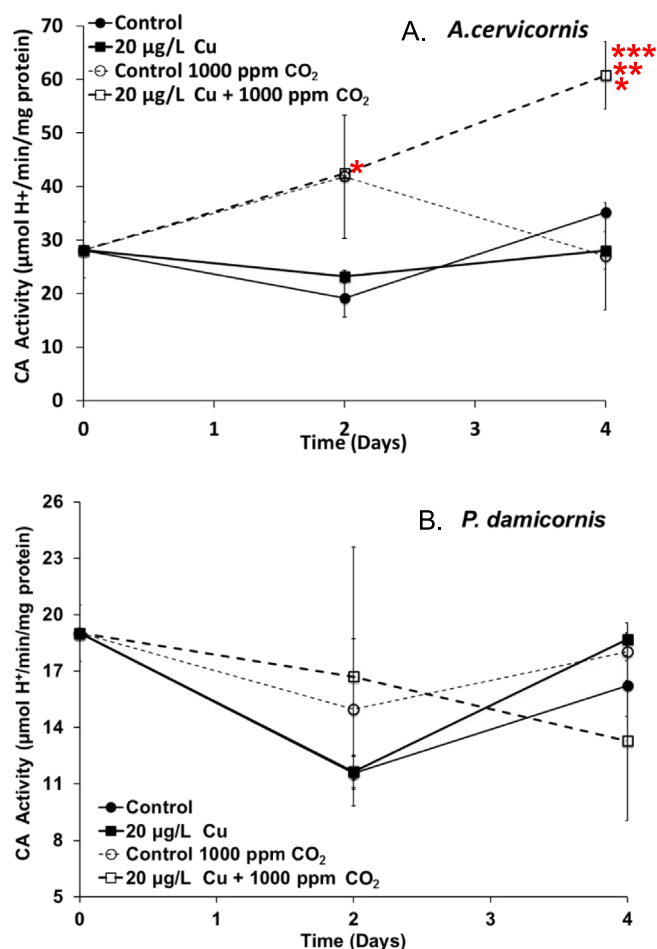 A. A.cervicornis
Control
20 µg/L Cu
Control 1000 ppm CO₂
20 µg/L Cu + 1000 ppm CO₂
CA Activity (µmol H+/min/mg protein)
70
60
50
40
30
20
10
0
***
**
*
*
0 1 2 3 4
Time (Days)
B. P. damicornis
CA Activity (µmol H⁺/min/mg protein)
26
23
20
17
14
11
8
5
Control
20 µg/L Cu
Control 1000 ppm CO₂
20 µg/L Cu + 1000 ppm CO₂
0 1 2 3 4
Time (Days)